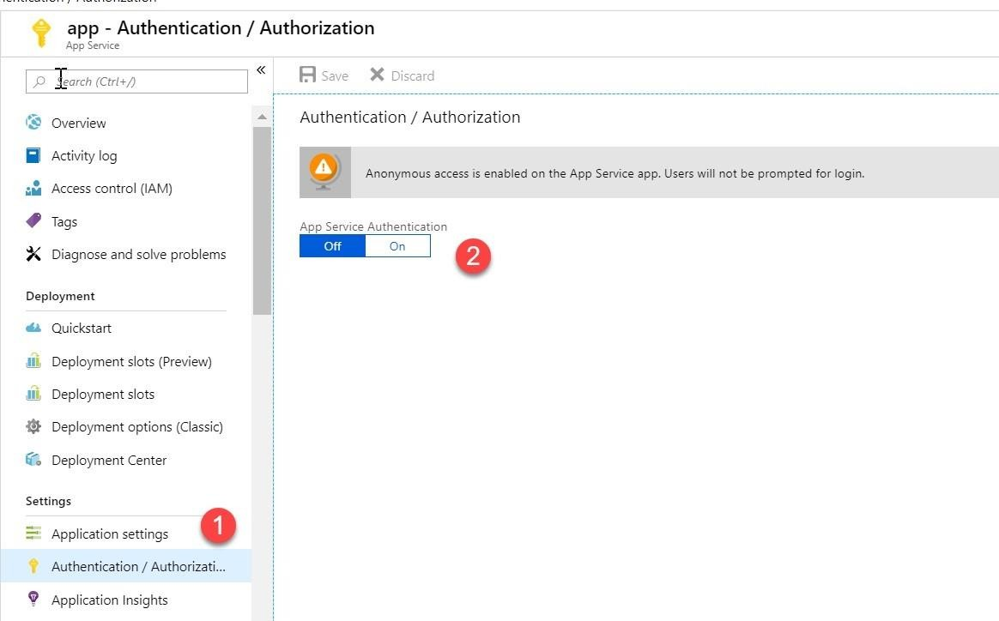 app - Authentication / Authorization
App Service
Search (Ctrl+/)
«
Overview
Activity log
Access control (IAM)
Tags
Diagnose and solve problems
Deployment
Quickstart
Deployment slots (Preview)
Deployment slots
Deployment options (Classic)
Deployment Center
Settings
Application settings
1
Authentication / Authorizati...
Application Insights
Save
Discard
Authentication / Authorization
Anonymous access is enabled on the App Service app. Users will not be prompted for login.
App Service Authentication
Off On
2